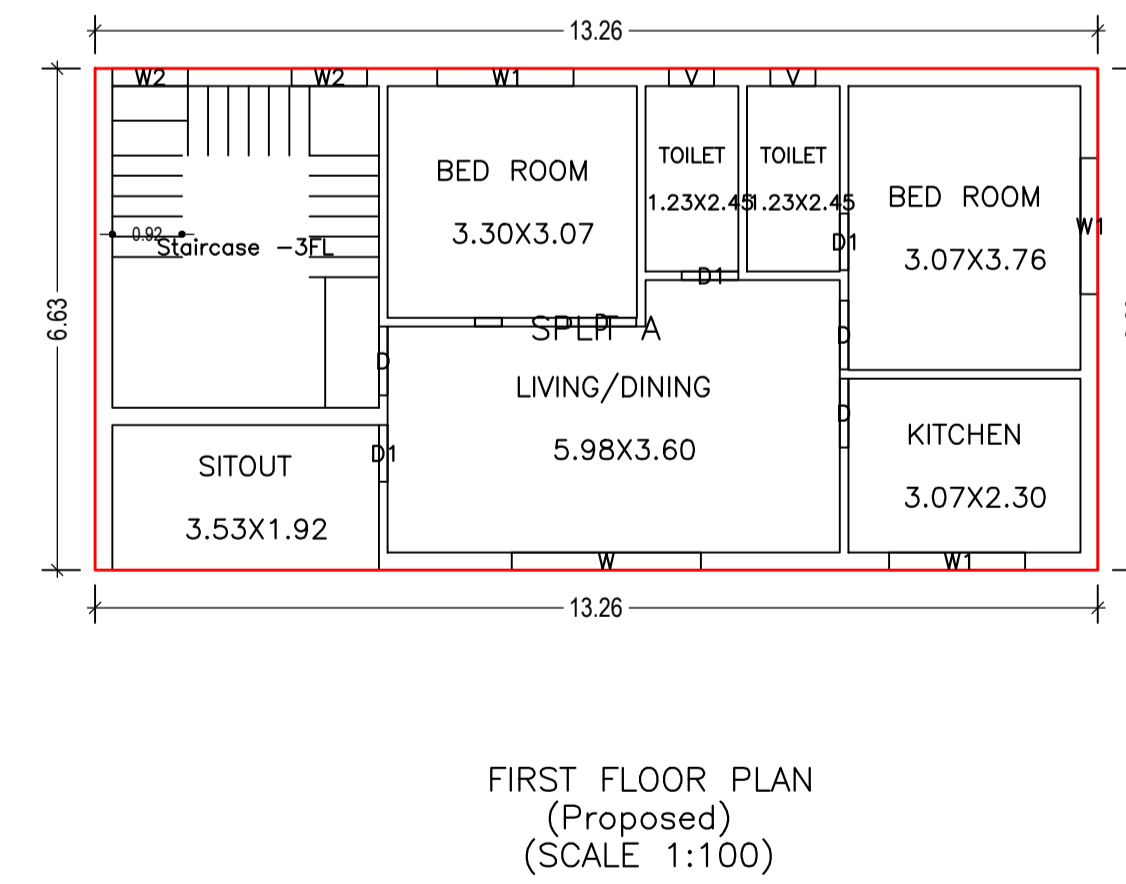 13.26
W2
W2
W1
V
V
BED ROOM
3.30X3.07
TOILET
1.23X2.45
TOILET
1.23X2.45
BED ROOM
3.07X3.76
W1
D1
D1
0.92
Staircase -3FL
6.63
SPLIT A
D
D
D
D
LIVING/DINING
5.98X3.60
KITCHEN
3.07X2.30
D1
SITOUT
3.53X1.92
W
W1
13.26
FIRST FLOOR PLAN
(Proposed)
(SCALE 1:100)